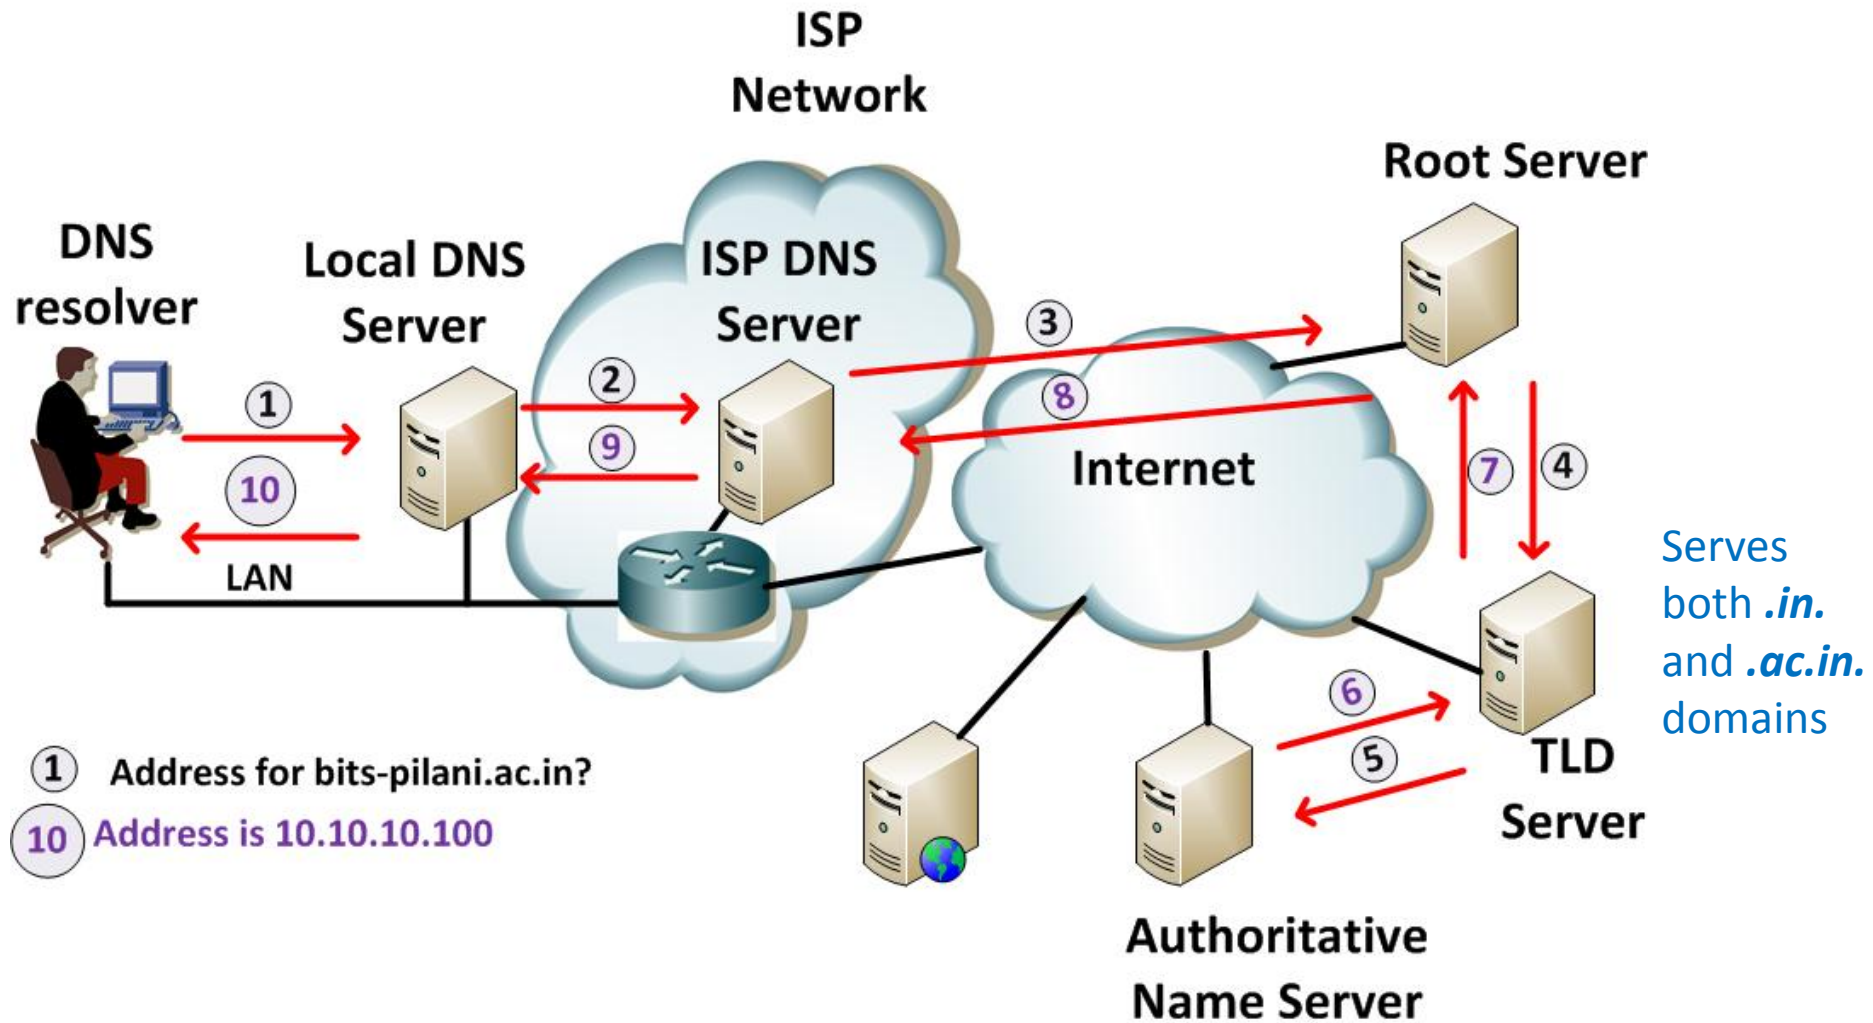 ISP
Network
Root Server
DNS
resolver
Local DNS
Server
ISP DNS
Server
3
8
1
2
9
10
Internet
7
4
LAN
Serves
both .in.
and .ac.in.
domains
6
5
TLD
Server
1 Address for bits-pilani.ac.in?
10 Address is 10.10.10.100
Authoritative
Name Server